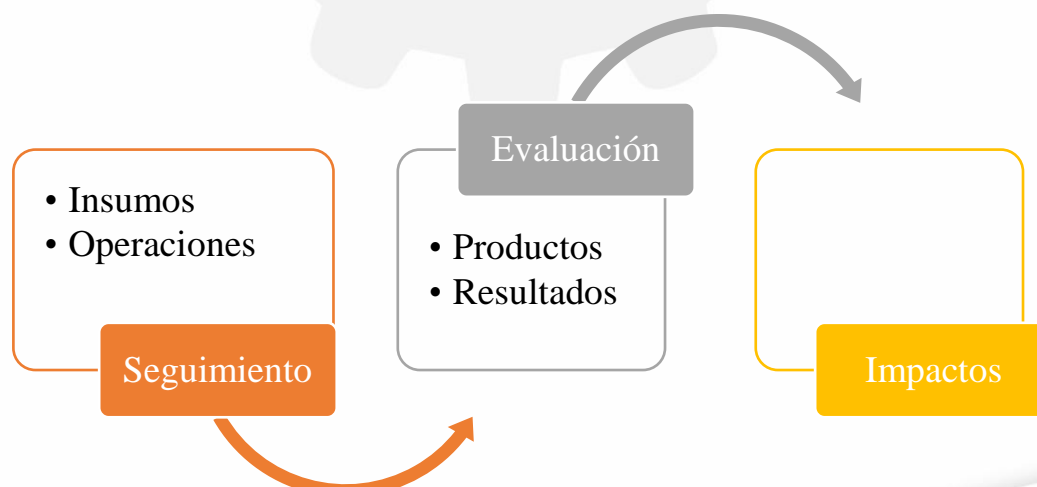 • Insumos
• Operaciones
Seguimiento
Evaluación
• Productos
• Resultados
Impactos